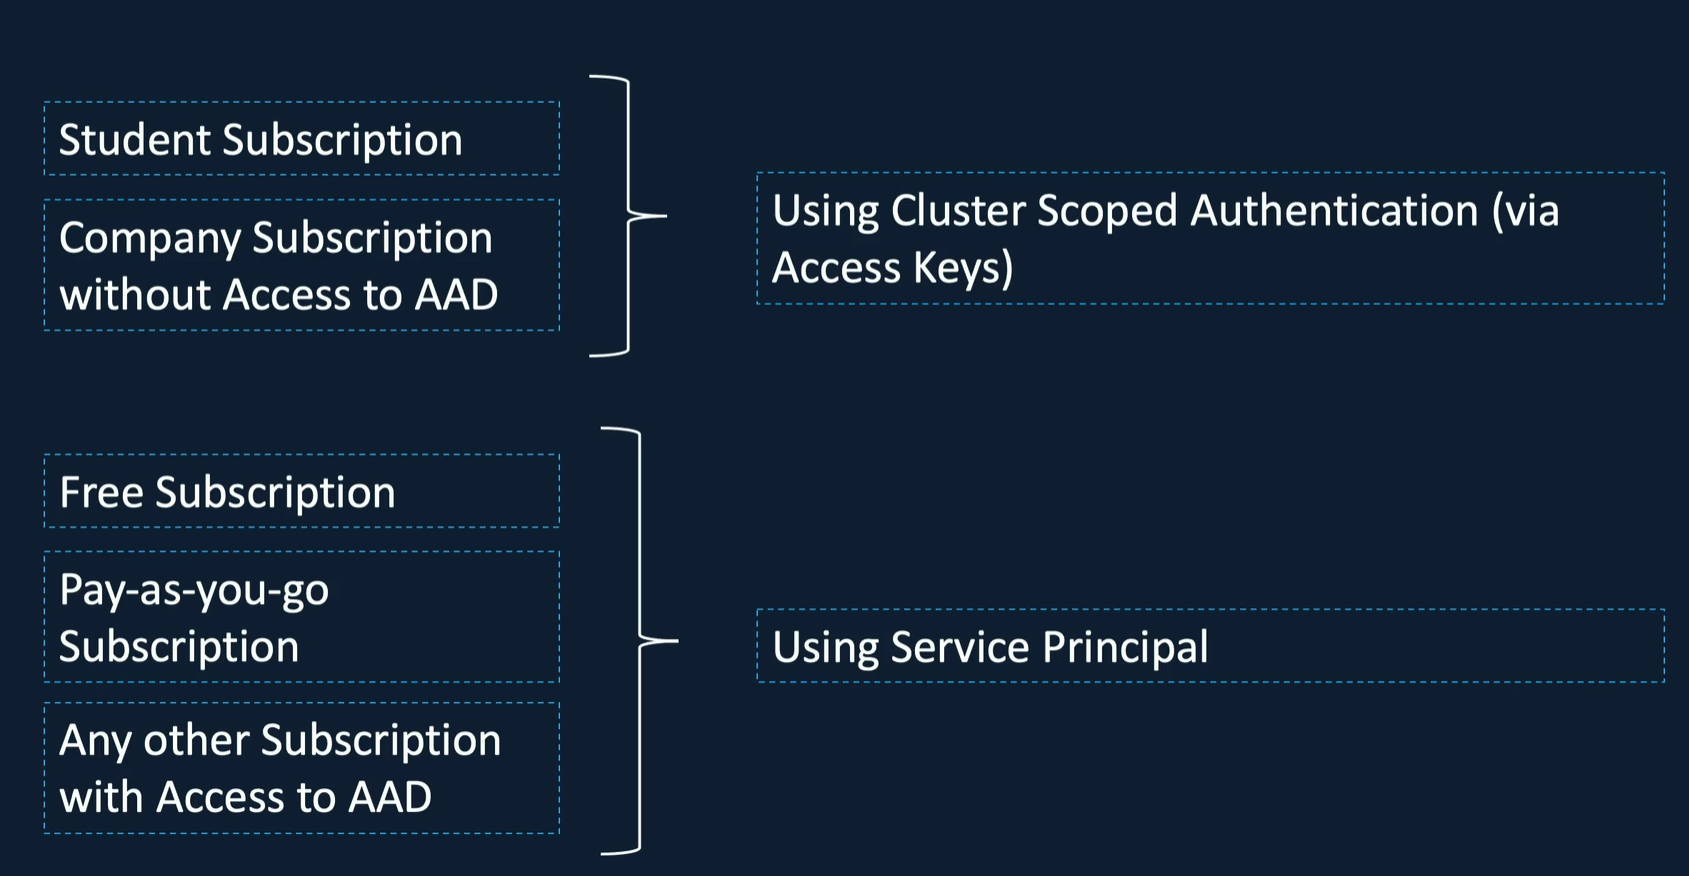 Student Subscription
Company Subscription
without Access to AAD
Using Cluster Scoped Authentication (via
Access Keys)
Free Subscription
Pay-as-you-go
Subscription
Any other Subscription
with Access to AAD
Using Service Principal